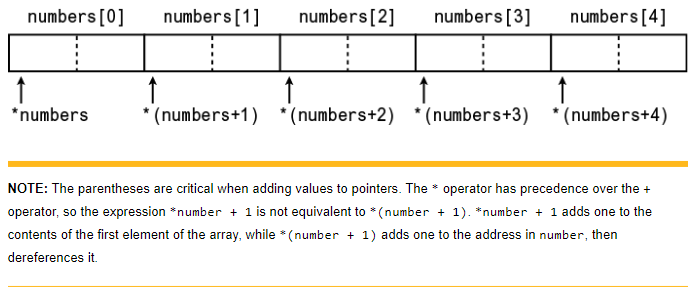 numbers[0] numbers[1] numbers[2] numbers[3] numbers[4]
*numbers *(numbers+1) *(numbers+2) *(numbers+3) *(numbers+4)
NOTE: The parentheses are critical when adding values to pointers. The * operator has precedence over the +
operator, so the expression *number + 1 is not equivalent to *(number + 1). *number + 1 adds one to the
contents of the first element of the array, while *(number + 1) adds one to the address in number, then
dereferences it.